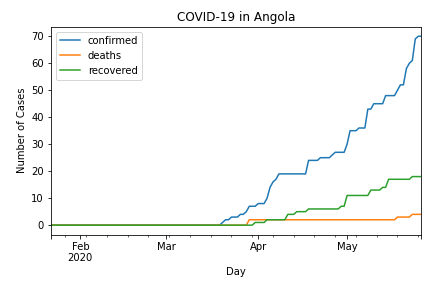 COVID-19 in Angola
confirmed
deaths
recovered
Number of Cases
70
60
50
40
30
20
10
0
Feb
2020
Mar
Apr
May
Day